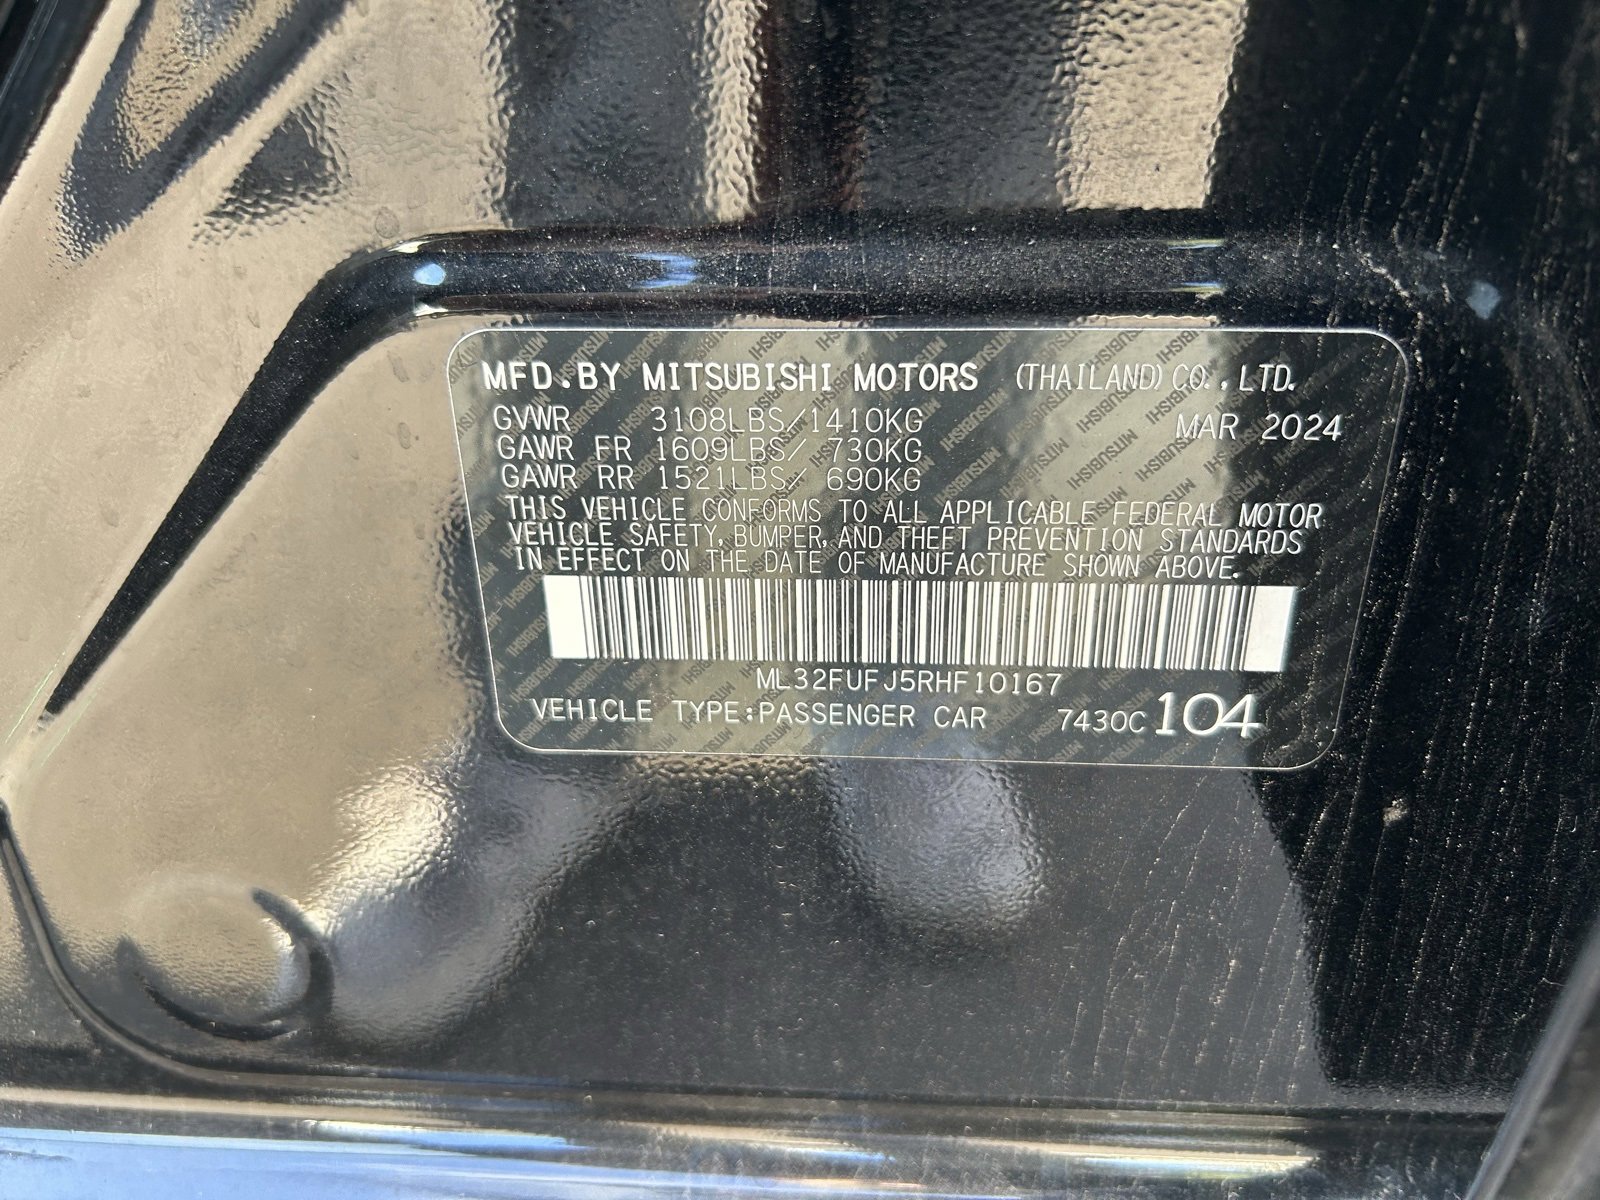 MFD.BY MITSUBISHI MOTORS (THAILAND) CO., LTD.
GVWR 3108LBS/1410KG MAR 2024
GAWR FR 1609LBS/ 730KG
GAWR RR 1521LBS/ 690KG
THIS VEHICLE CONFORMS TO ALL APPLICABLE FEDERAL MOTOR
VEHICLE SAFETY, BUMPER, AND THEFT PREVENTION STANDARDS
IN EFFECT ON THE DATE OF MANUFACTURE SHOWN ABOVE.
ML32FUFJ5RHF10167
VEHICLE TYPE:PASSENGER CAR 7430C 104